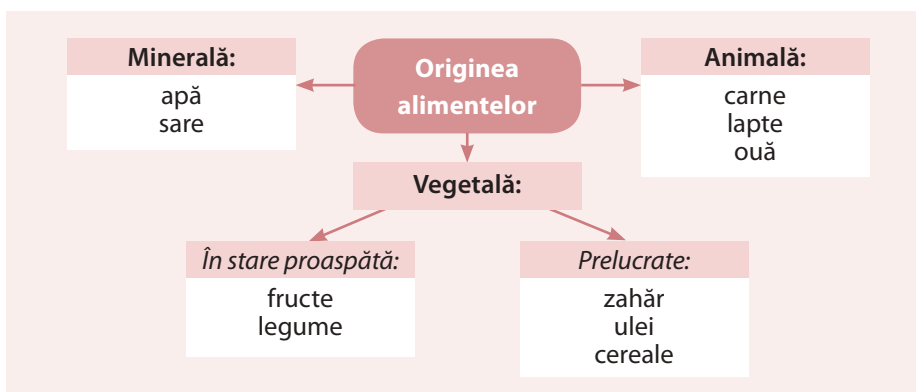 Originea
alimentelor
Minerală:
apă
sare
Animală:
carne
lapte
ouă
Vegetală:
În stare proaspătă:
fructe
legume
Prelucrate:
zahăr
ulei
cereale